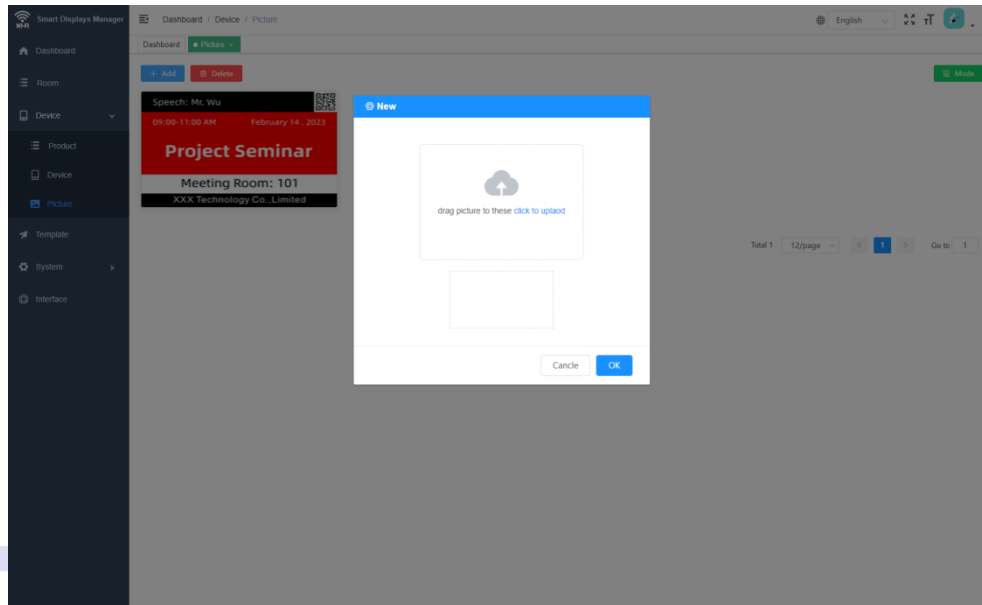 WI-FI
Smart Displays Manager
Dashboard / Device / Picture
English
Dashboard
Dashboard
Picture ×
Room
+ Add
Delete
Mode
Device
Product
Device
Picture
Template
System
Interface
Speech: Mr. Wu
09:00-11:00 AM February 14 . 2023
Project Seminar
Meeting Room: 101
XXX Technology Co.,Limited
New
drag picture to these click to uplaod
Cancle
OK
Total 1 12/page < 1 > Go to 1